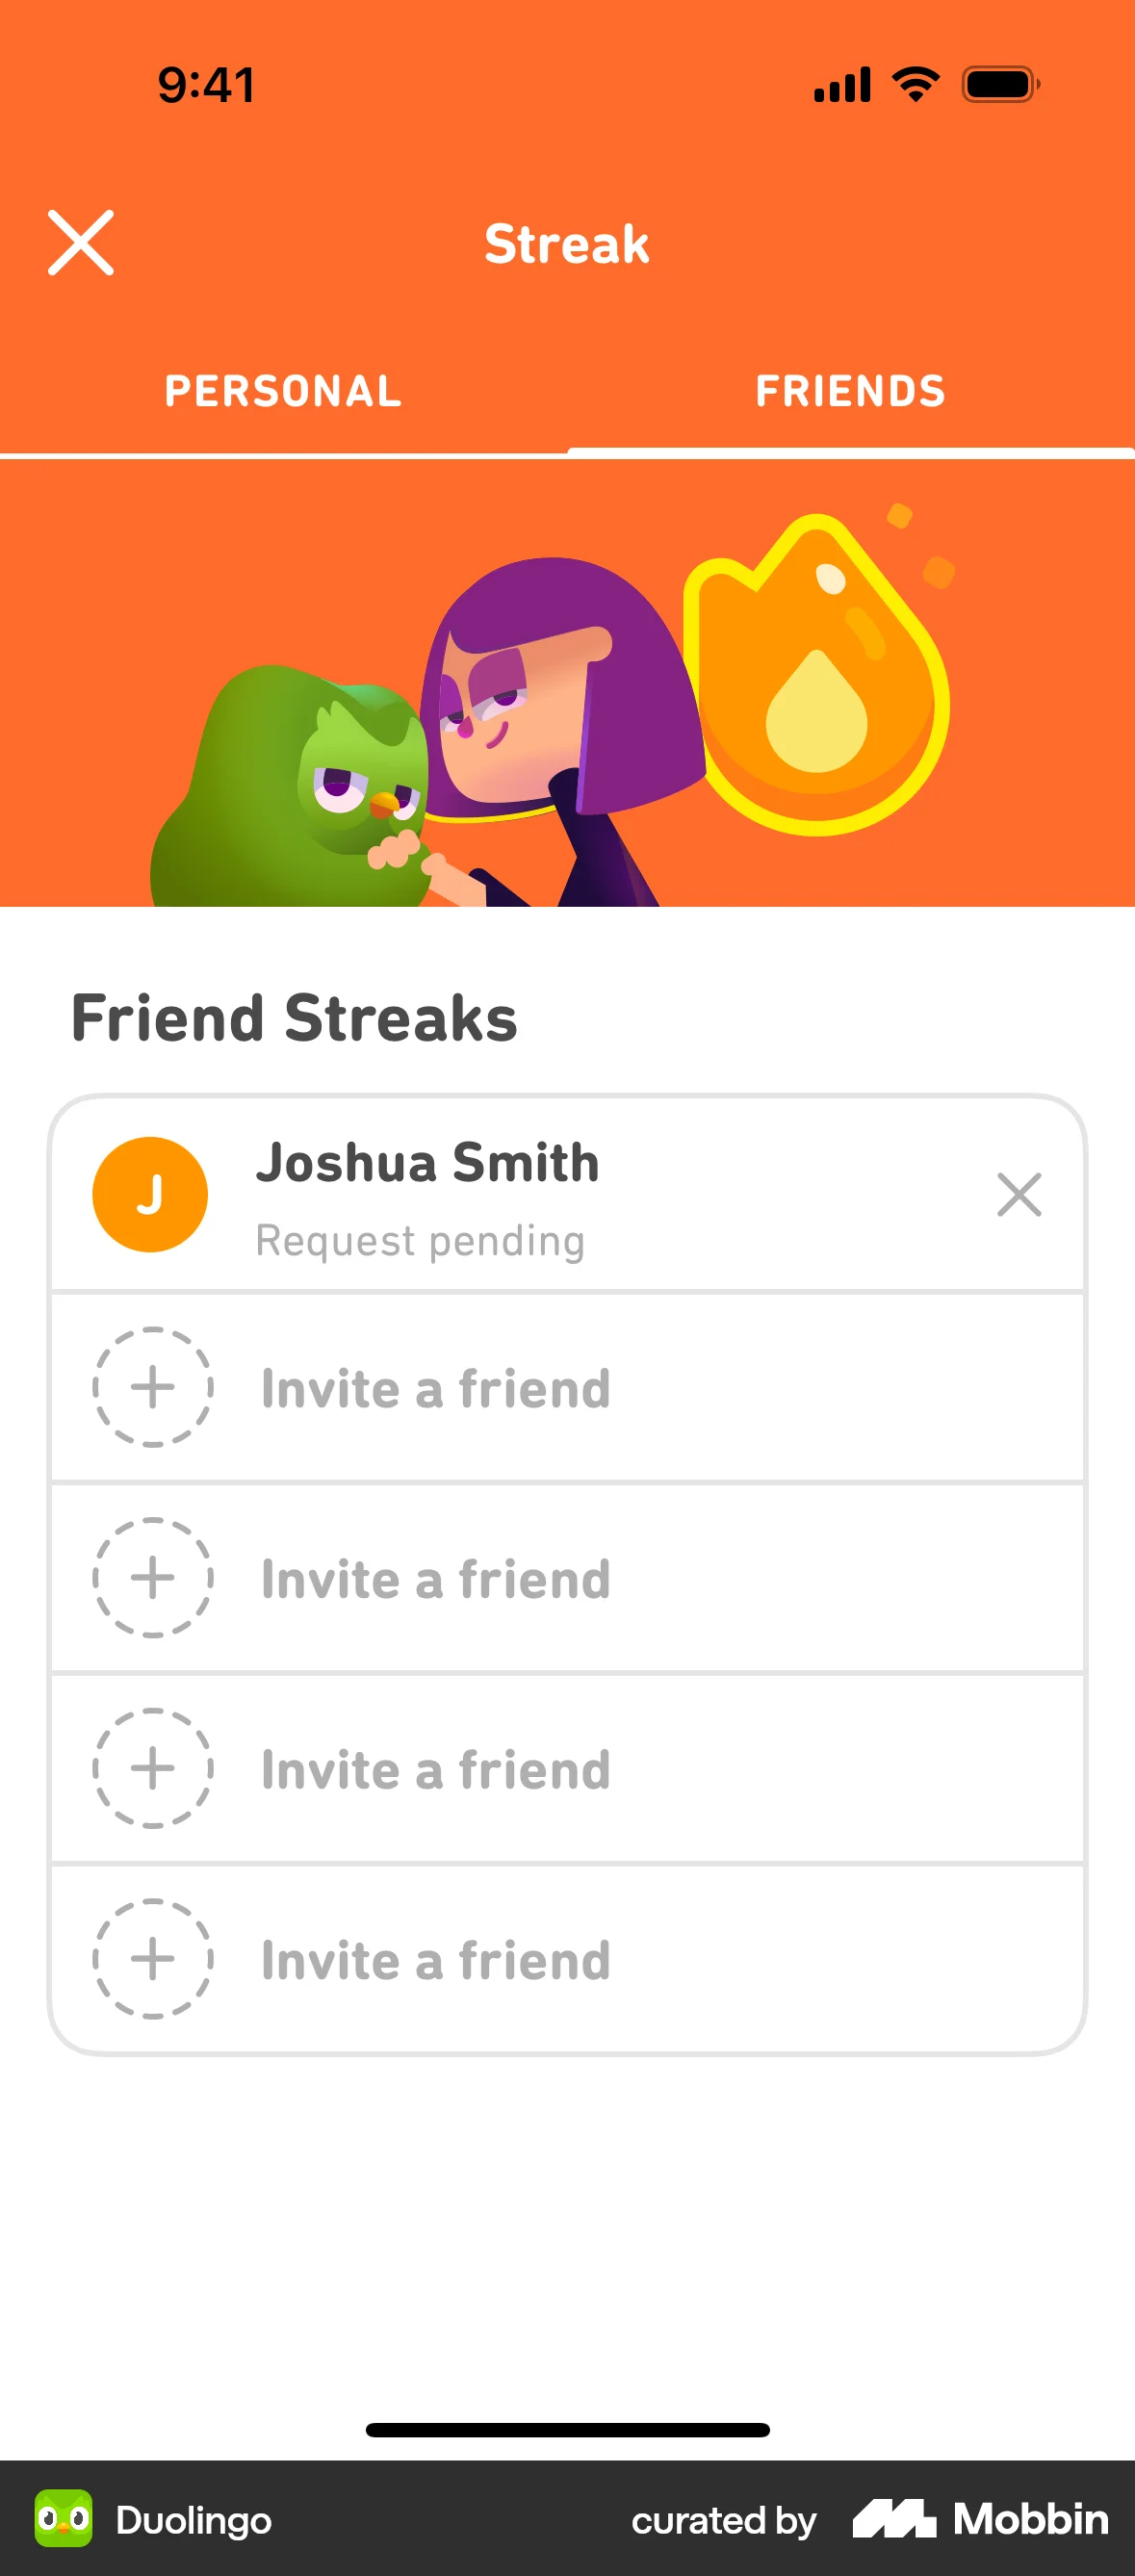 9:41
Streak
PERSONAL FRIENDS
Friend Streaks
J
Joshua Smith
Request pending
Invite a friend
Invite a friend
Invite a friend
Invite a friend
Duolingo curated by Mobbin